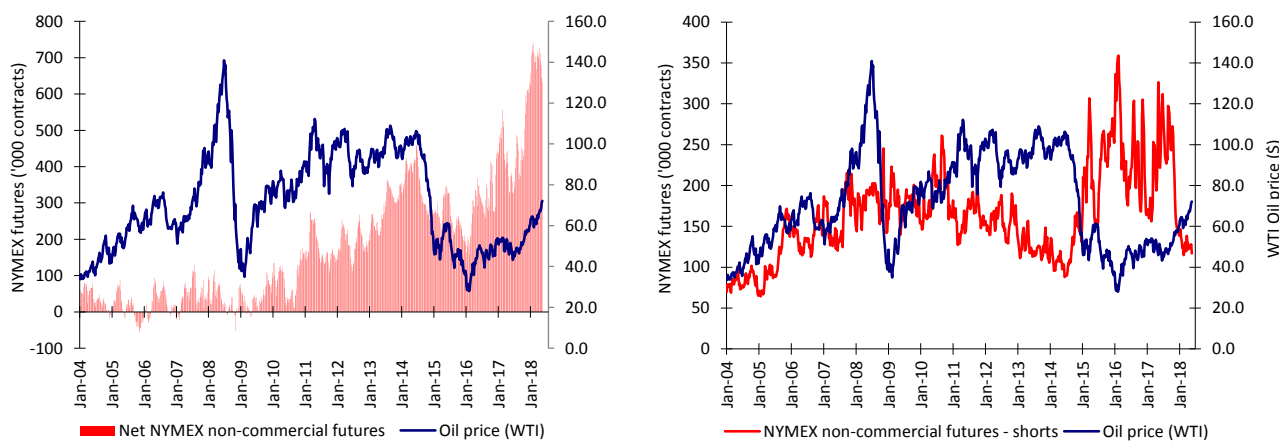 NYMEX futures ('000 contracts)
800
700
600
500
400
300
200
100
0
-100
160.0
140.0
120.0
100.0
80.0
60.0
40.0
20.0
0.0
Jan-04
Jan-05
Jan-06
Jan-07
Jan-08
Jan-09
Jan-10
Jan-11
Jan-12
Jan-13
Jan-14
Jan-15
Jan-16
Jan-17
Jan-18
Net NYMEX non-commercial futures
Oil price (WTI)
NYMEX futures ('000 contracts)
400
350
300
250
200
150
100
50
0
160.0
140.0
120.0
100.0
80.0
60.0
40.0
20.0
0.0
WTI Oil price ($)
Jan-04
Jan-05
Jan-06
Jan-07
Jan-08
Jan-09
Jan-10
Jan-11
Jan-12
Jan-13
Jan-14
Jan-15
Jan-16
Jan-17
Jan-18
NYMEX non-commercial futures - shorts
Oil price (WTI)